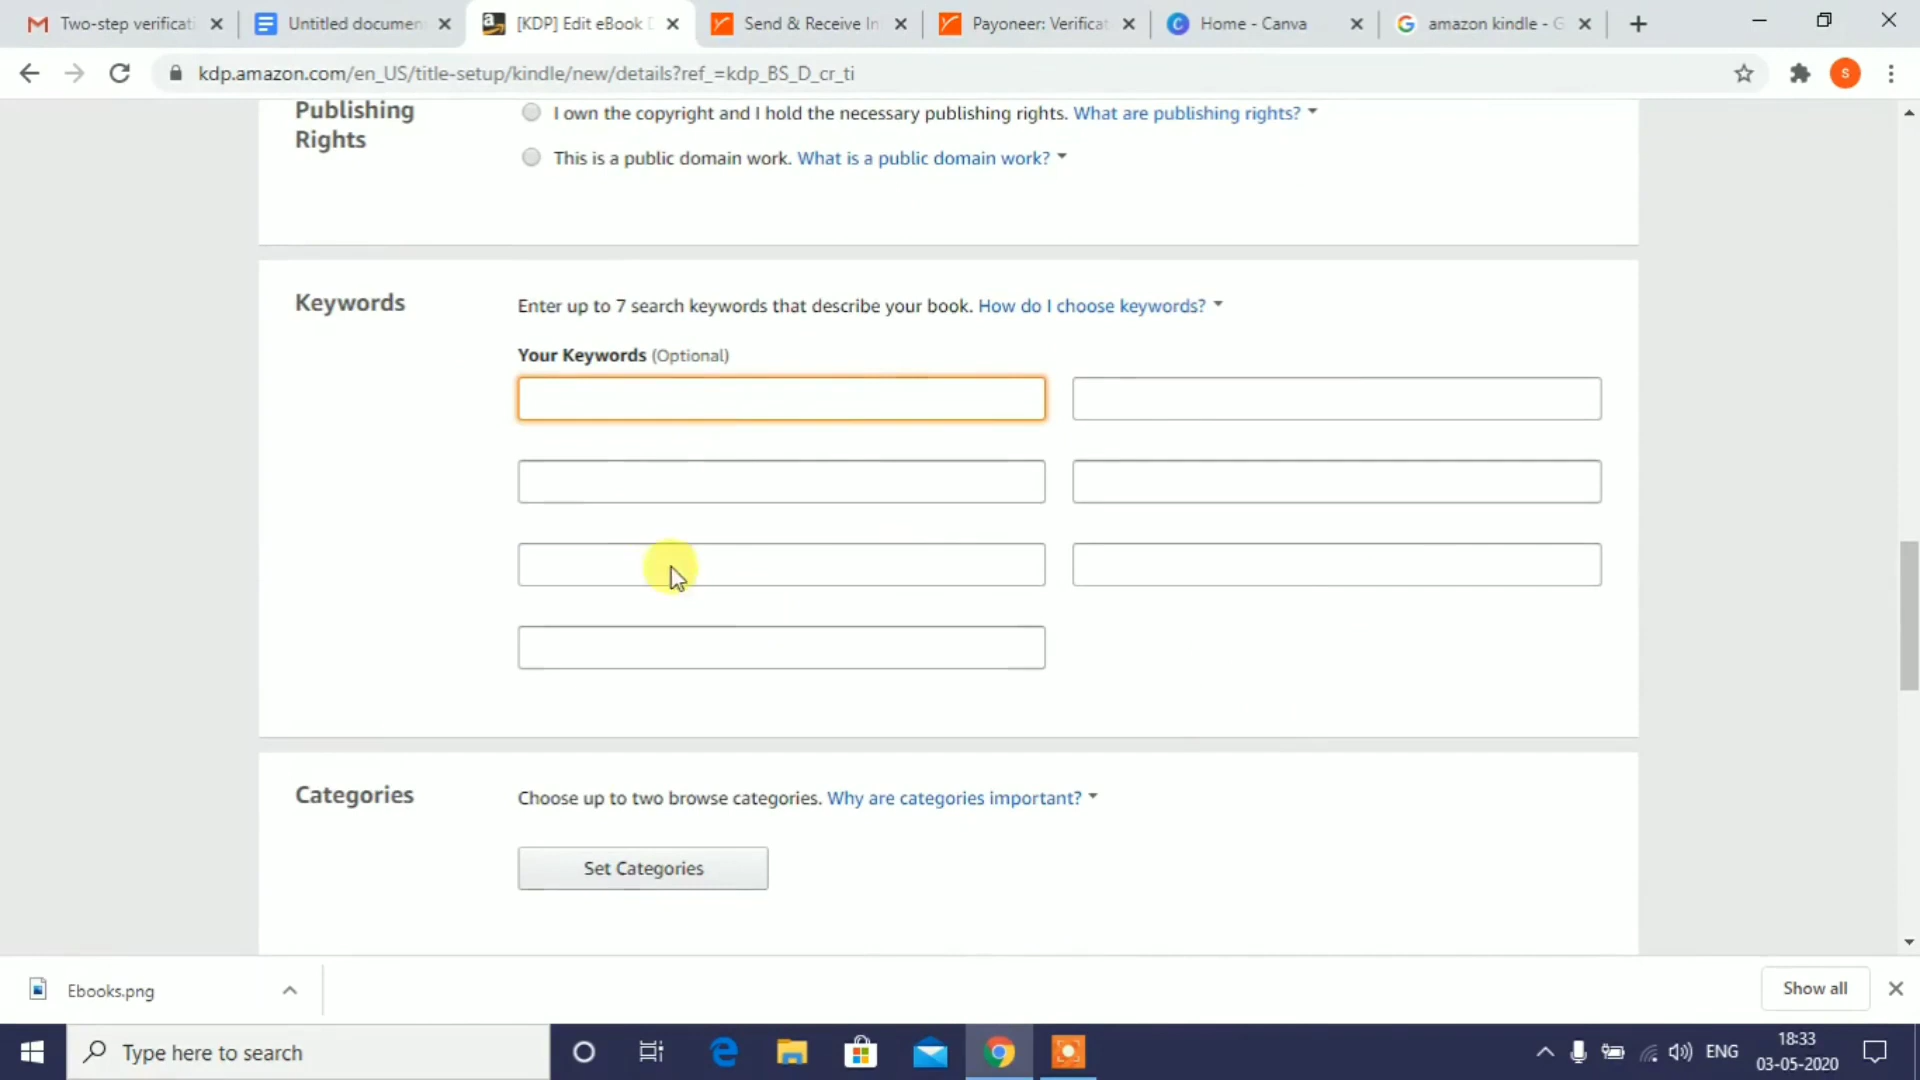 Two-step verificati
Untitled documen
[KDP] Edit eBook D
Send & Receive In
Payoneer: Verificat
Home - Canva
amazon kindle - G
kdp.amazon.com/en_US/title-setup/kindle/new/details?ref_=kdp_BS_D_cr_ti
S
Publishing
Rights
I own the copyright and I hold the necessary publishing rights. What are publishing rights?
This is a public domain work. What is a public domain work?
Keywords
Enter up to 7 search keywords that describe your book. How do I choose keywords?
Your Keywords (Optional)
Categories
Choose up to two browse categories. Why are categories important?
Set Categories
Ebooks.png
Show all
Type here to search
ENG
18:33
03-05-2020